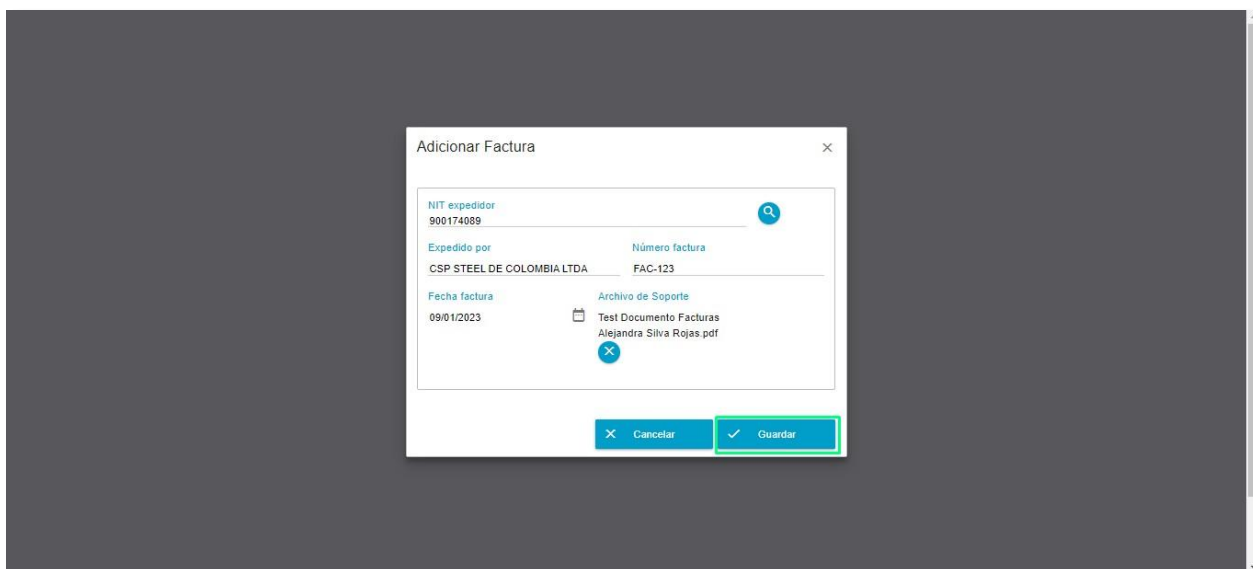 Adicionar Factura
NIT expedidor
900174089
Expedido por
Número factura
CSP STEEL DE COLOMBIA LTDA
FAC-123
Fecha factura
Archivo de Soporte
09/01/2023
Test Documento Facturas
Alejandra Silva Rojas.pdf
Cancelar
Guardar